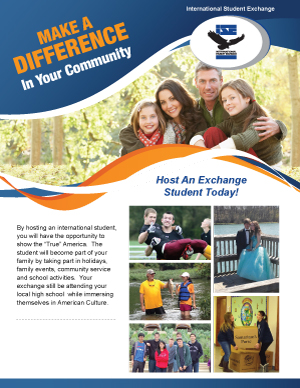 International Student Exchange
MAKE A
DIFFERENCE
In Your Community
ISE
Host An Exchange
Student Today!
By hosting an international student,
you will have the opportunity to
show the "True" America. The
student will become part of your
family by taking part in holidays,
family events, community service
and school activities. Your
exchange still be attending your
local high school while immersing
themselves in American Culture.